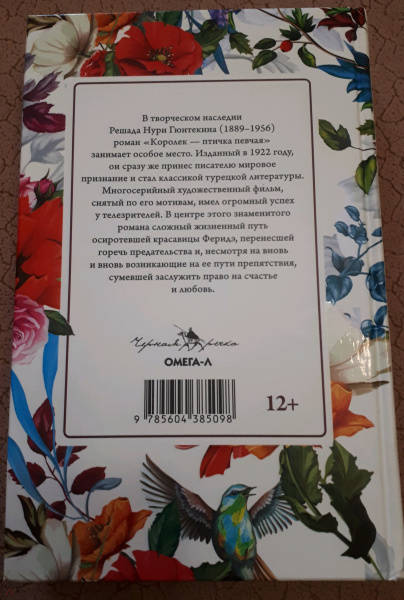 В творческом наследии
Решада Нури Гюнтекина (1889–1956)
роман «Королек — птичка певчая»
занимает особое место. Изданный в 1922 году,
он сразу же принес писателю мировое
признание и стал классикой турецкой литературы.
Многосерийный художественный фильм,
снятый по его мотивам, имел огромный успех
у телезрителей. В центре этого знаменитого
романа сложный жизненный путь
осиротевшей красавицы Феридэ, перенесшей
горечь предательства и, несмотря на вновь
и вновь возникающие на ее пути препятствия,
сумевшей заслужить право на счастье
и любовь.
Черная речка
ОМЕГА-Л
9 785604 385098
12+